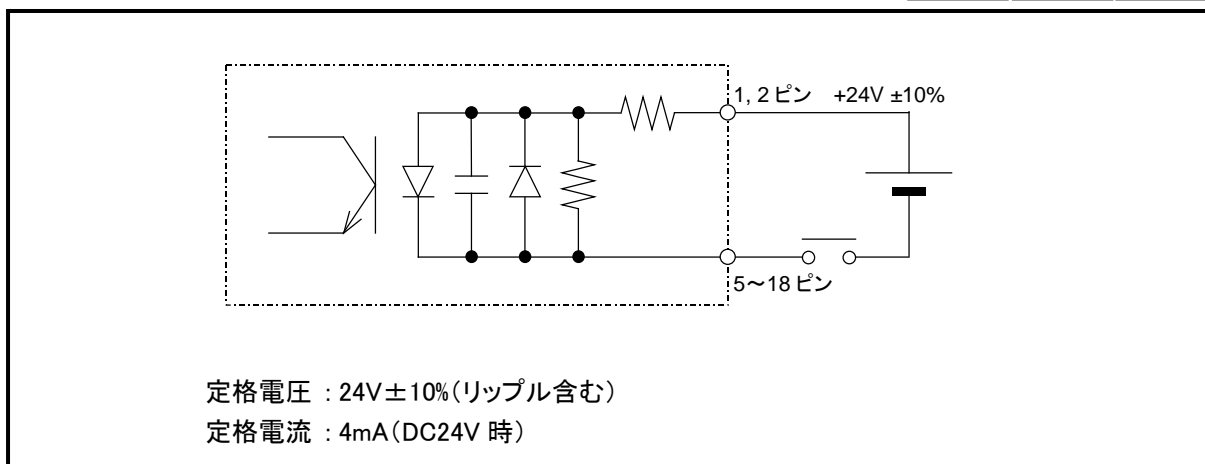 1, 2 ピン +24V ±10%
5～18 ピン
定格電圧 : 24V±10%(リップル含む)
定格電流 : 4mA(DC24V 時)